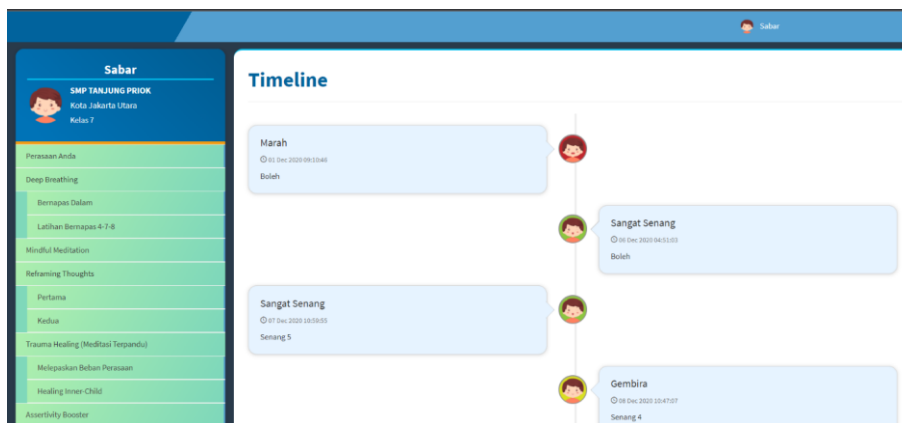 Sabar
Sabar
SMP TANJUNG PRIOK
Kota Jakarta Utara
Kelas 7
Perasaan Anda
Deep Breathing
Bernapas Dalam
Latihan Bernapas 4-7-8
Mindful Meditation
Reframing Thoughts
Pertama
Kedua
Trauma Healing (Meditasi Terpandu)
Melepaskan Beban Perasaan
Healing Inner-Child
Assertivity Booster
Timeline
Marah
01 Dec 2020 09:10:40
Boleh
Sangat Senang
06 Dec 2020 04:51:03
Boleh
Sangat Senang
07 Dec 2020 10:56:55
Senang 5
Gembira
08 Dec 2020 10:47:07
Senang 4